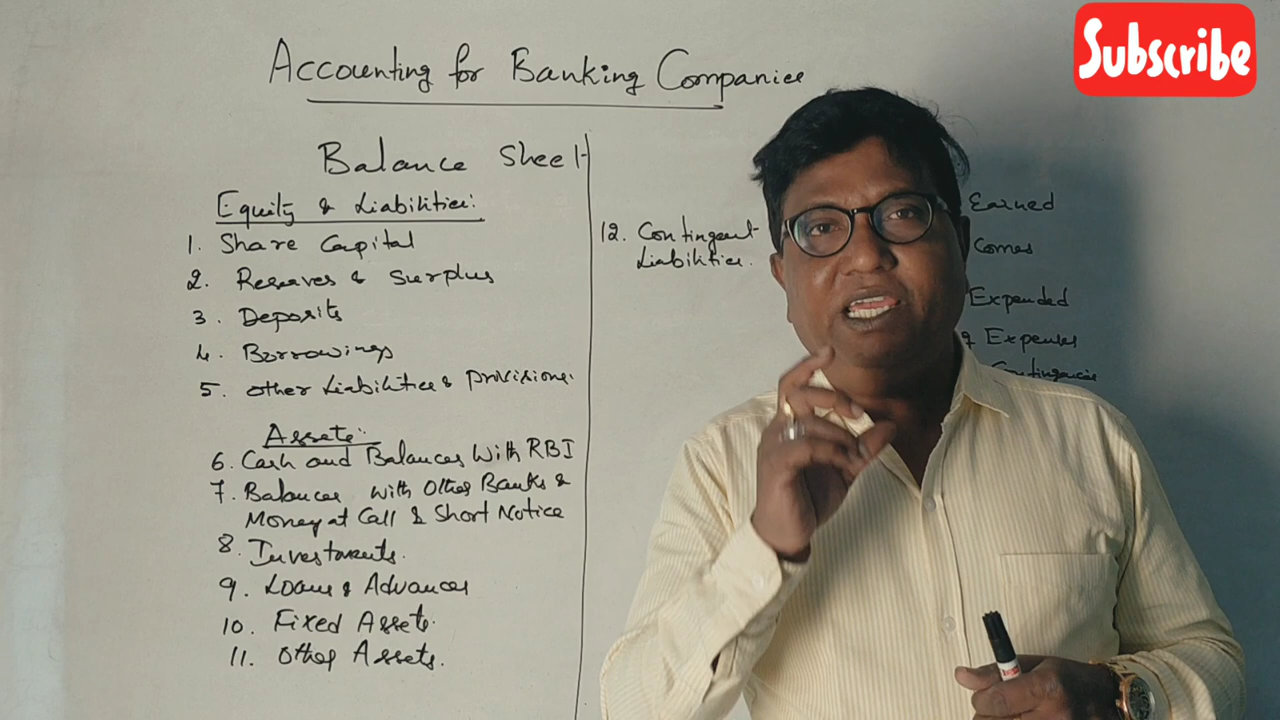 Subscribe
Accounting for Banking Companies
Balance Sheet
Equity & Liabilities:
1. Share Capital
2. Reserves & Surplus
3. Deposits
4. Borrowings
5. Other Liabilities & Provisions.
Assets:
6. Cash and Balances With RBI
7. Balances with Other Banks &
Money at Call & Short Notice
8. Investments.
9. Loans & Advances
10. Fixed Assets.
11. Other Assets.
12. Contingent
Liabilities.
Earned
Comes
Expended
g Expenses
Contingencies